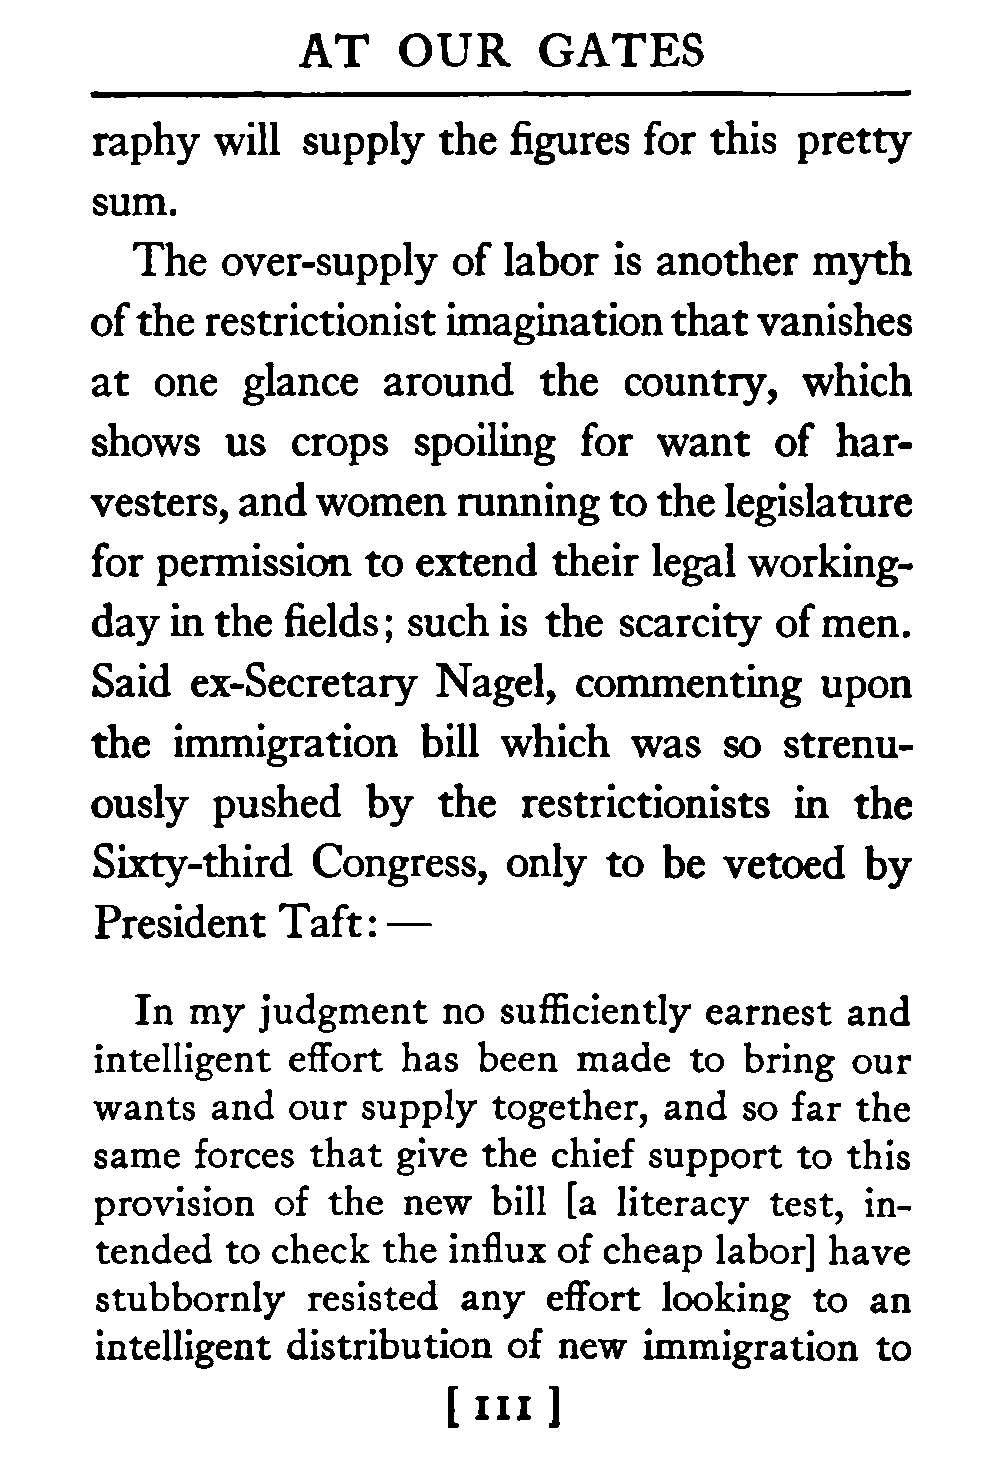 AT OUR GATES
raphy will supply the figures for this pretty
sum.
The over-supply of labor is another myth
of the restrictionist imagination that vanishes
at one glance around the country, which
shows us crops spoiling for want of har-
vesters, and women running to the legislature
for permission to extend their legal working-
day in the fields; such is the scarcity of men.
Said ex-Secretary Nagel, commenting upon
the immigration bill which was so strenu-
ously pushed by the restrictionists in the
Sixty-third Congress, only to be vetoed by
President Taft: —
In my judgment no sufficiently earnest and
intelligent effort has been made to bring our
wants and our supply together, and so far the
same forces that give the chief support to this
provision of the new bill [a literacy test, in-
tended to check the influx of cheap labor] have
stubbornly resisted any effort looking to an
intelligent distribution of new immigration to
[ 111 ]